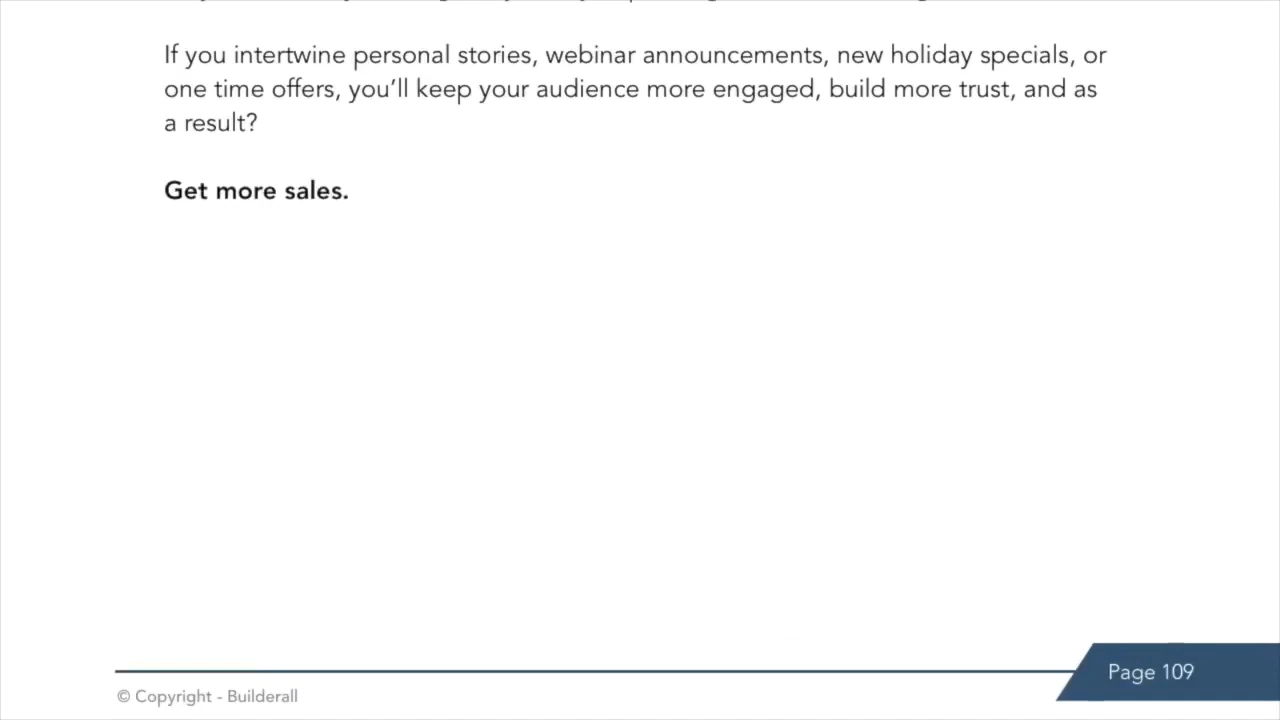 If you intertwine personal stories, webinar announcements, new holiday specials, or
one time offers, you’ll keep your audience more engaged, build more trust, and as
a result?
Get more sales.
Page 109
© Copyright - Builderall